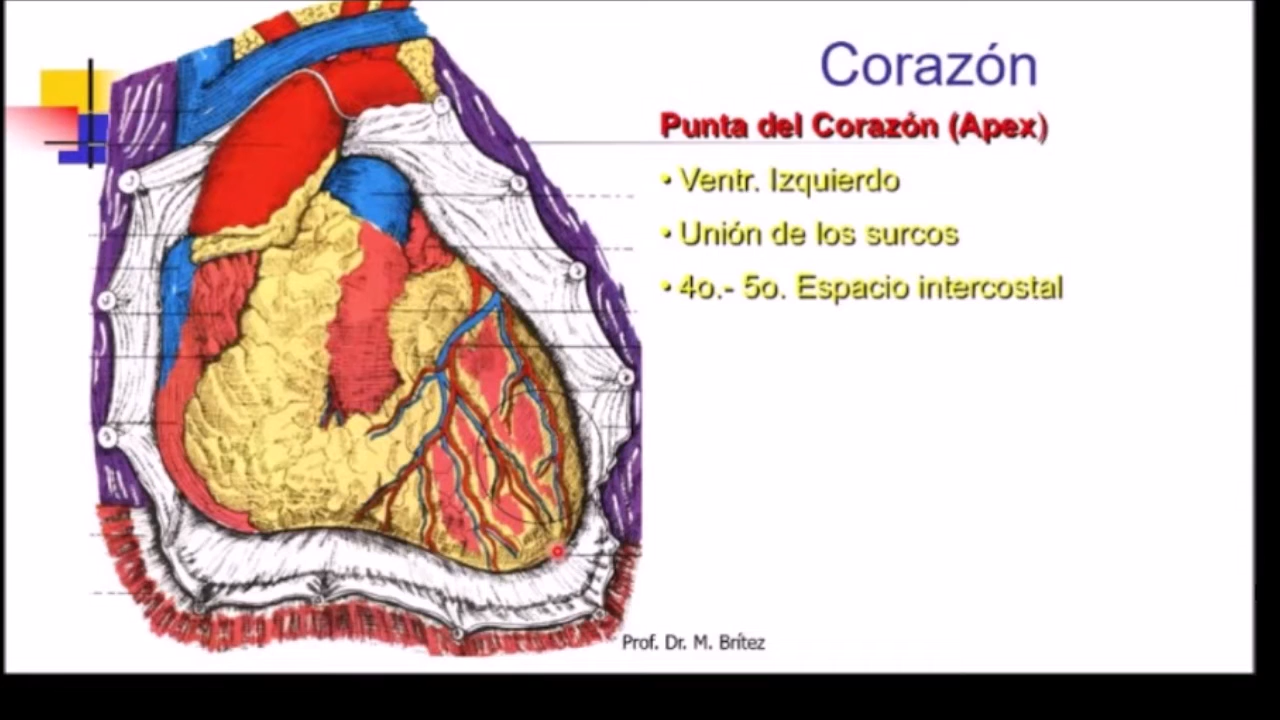 Corazón
Punta del Corazón (Apex)
• Ventr. Izquierdo
• Unión de los surcos
• 4o.- 5o. Espacio intercostal
Prof. Dr. M. Brítez